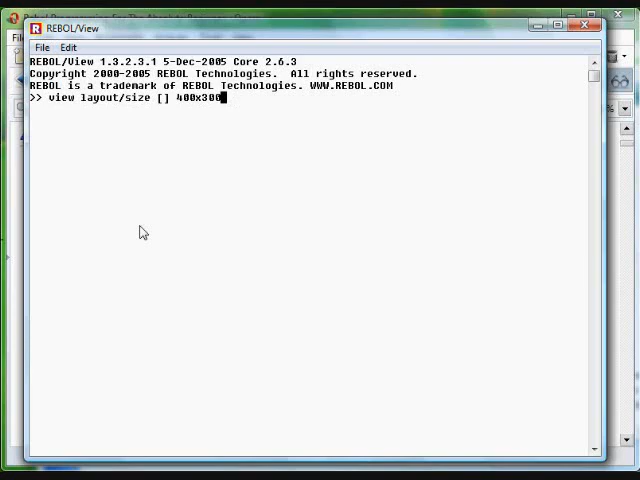 REBOL/View
File Edit
REBOL/View 1.3.2.3.1 5-Dec-2005 Core 2.6.3
Copyright 2000-2005 REBOL Technologies. All rights reserved.
REBOL is a trademark of REBOL Technologies. WWW.REBOL.COM
>> view layout/size [] 400x300